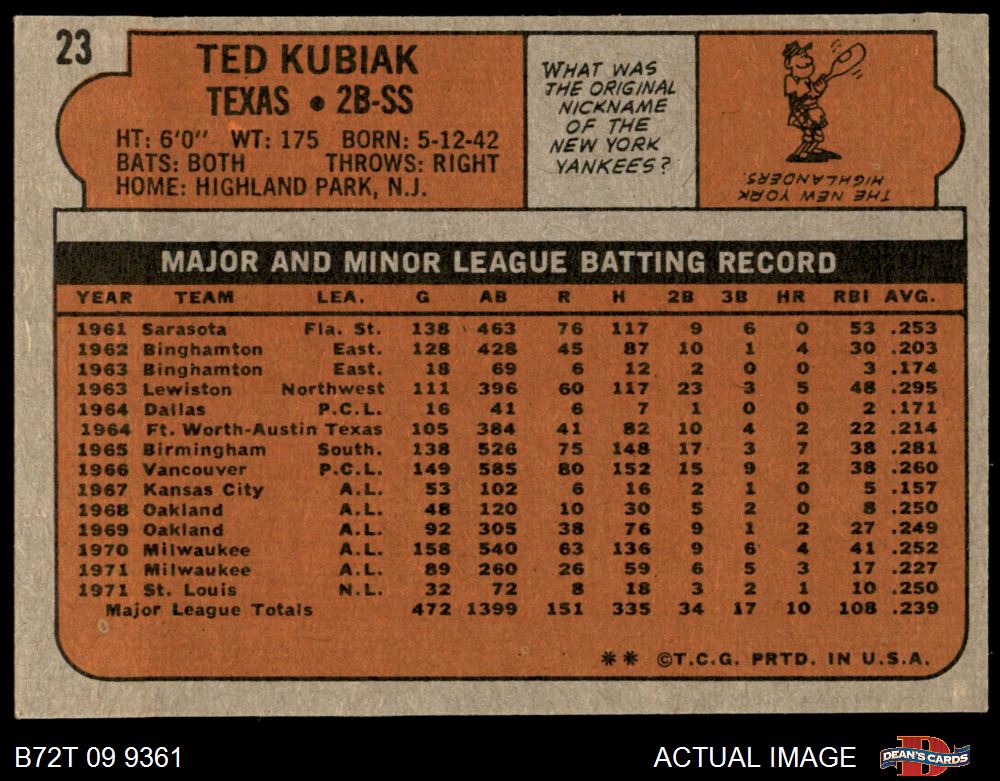 23
TED KUBIAK
TEXAS • 2B-SS
HT: 6'0" WT: 175 BORN: 5-12-42
BATS: BOTH THROWS: RIGHT
HOME: HIGHLAND PARK, N.J.
WHAT WAS
THE ORIGINAL
NICKNAME
OF THE
NEW YORK
YANKEES?
THE NEW YORK
HIGHLANDERS.
MAJOR AND MINOR LEAGUE BATTING RECORD
YEAR TEAM LEA. G AB R H 2B 3B HR RBI AVG.
1961 Sarasota Fla. St. 138 463 76 117 9 6 0 53 .253
1962 Binghamton East. 128 428 45 87 10 1 4 30 .203
1963 Binghamton East. 18 69 6 12 2 0 0 3 .174
1963 Lewiston Northwest 111 396 60 117 23 3 5 48 .295
1964 Dallas P.C.L. 16 41 6 7 1 0 0 2 .171
1964 Ft. Worth-Austin Texas 105 384 41 82 10 4 2 22 .214
1965 Birmingham South. 138 526 75 148 17 3 7 38 .281
1966 Vancouver P.C.L. 149 585 80 152 15 9 2 38 .260
1967 Kansas City A.L. 53 102 6 16 2 1 0 5 .157
1968 Oakland A.L. 48 120 10 30 5 2 0 8 .250
1969 Oakland A.L. 92 305 38 76 9 1 2 27 .249
1970 Milwaukee A.L. 158 540 63 136 9 6 4 41 .252
1971 Milwaukee A.L. 89 260 26 59 6 5 3 17 .227
1971 St. Louis N.L. 32 72 8 18 3 2 1 10 .250
Major League Totals 472 1399 151 335 34 17 10 108 .239
** ©T.C.G. PRTD. IN U.S.A.
B72T 09 9361
ACTUAL IMAGE
D
DEAN'S CARDS